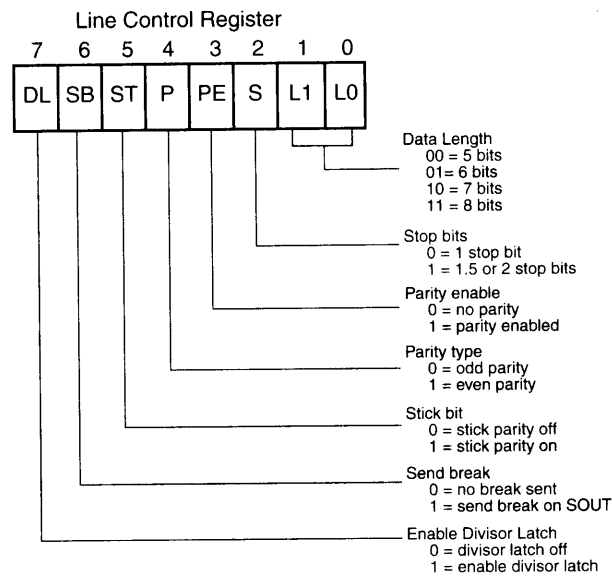 Line Control Register
7 6 5 4 3 2 1 0
DL SB ST P PE S L1 L0
Data Length
00 = 5 bits
01= 6 bits
10 = 7 bits
11 = 8 bits
Stop bits
0 = 1 stop bit
1 = 1.5 or 2 stop bits
Parity enable
0 = no parity
1 = parity enabled
Parity type
0 = odd parity
1 = even parity
Stick bit
0 = stick parity off
1 = stick parity on
Send break
0 = no break sent
1 = send break on SOUT
Enable Divisor Latch
0 = divisor latch off
1 = enable divisor latch